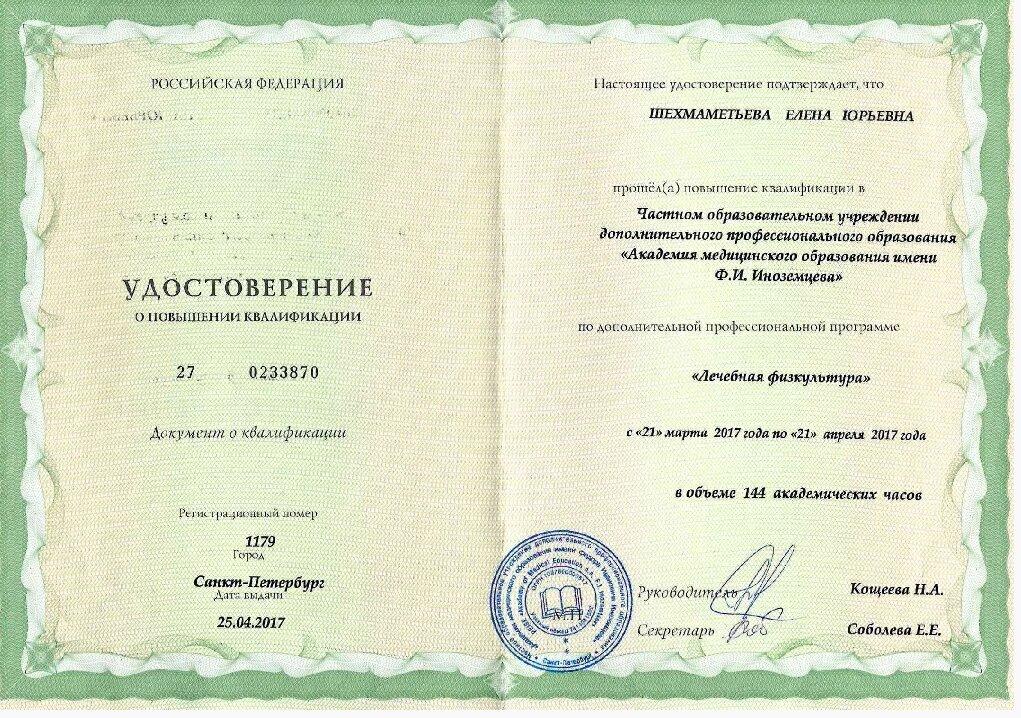 РОССИЙСКАЯ ФЕДЕРАЦИЯ
УДОСТОВЕРЕНИЕ
О ПОВЫШЕНИИ КВАЛИФИКАЦИИ
27 0233870
Документ о квалификации
Регистрационный номер
1179
Город
Санкт-Петербург
Дата выдачи
25.04.2017
Настоящее удостоверение подтверждает, что
ШЕХМАМЕТЬЕВА ЕЛЕНА ЮРЬЕВНА
прошёл(а) повышение квалификации в
Частном образовательном учреждении
дополнительного профессионального образования
«Академия медицинского образования имени
Ф.И. Иноземцева»
по дополнительной профессиональной программе
«Лечебная физкультура»
с «21» марта 2017 года по «21» апреля 2017 года
в объеме 144 академических часов
М.П.
Руководитель Кощеева Н.А.
Секретарь Соболева Е.Е.